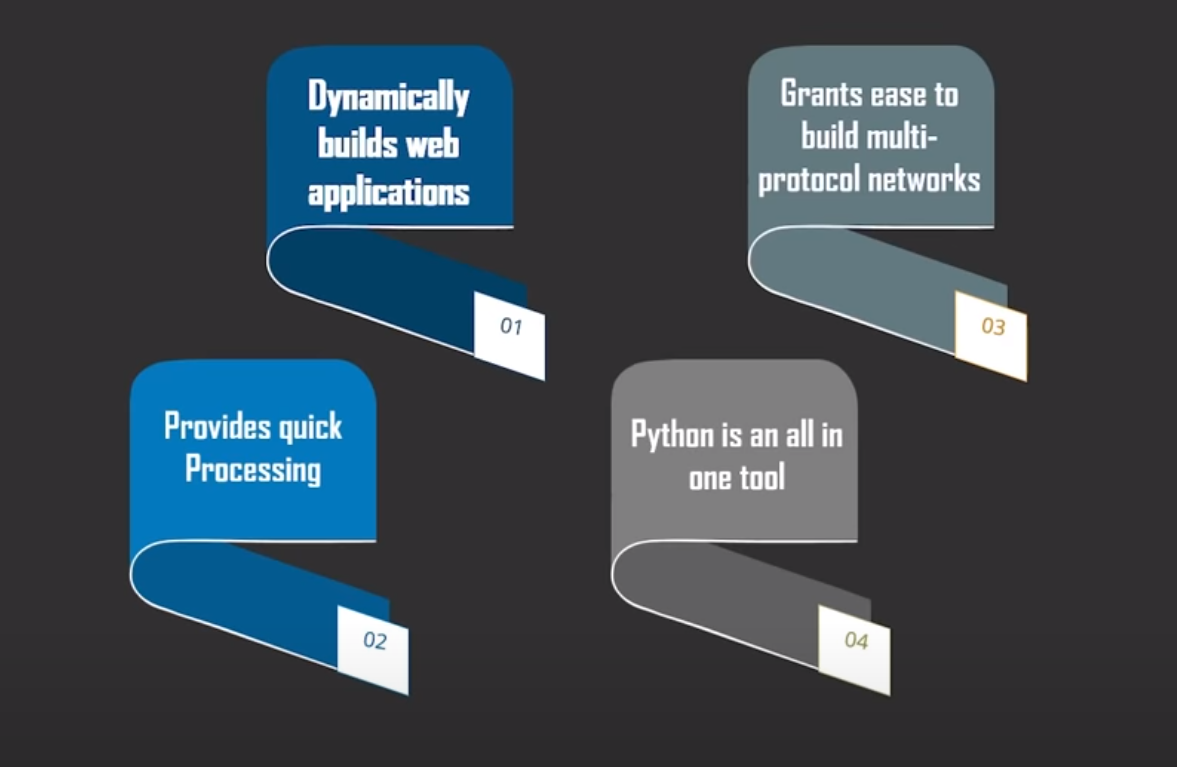 Dynamically
builds web
applications
01
Provides quick
Processing
02
Grants ease to
build multi-
protocol networks
03
Python is an all in
one tool
04